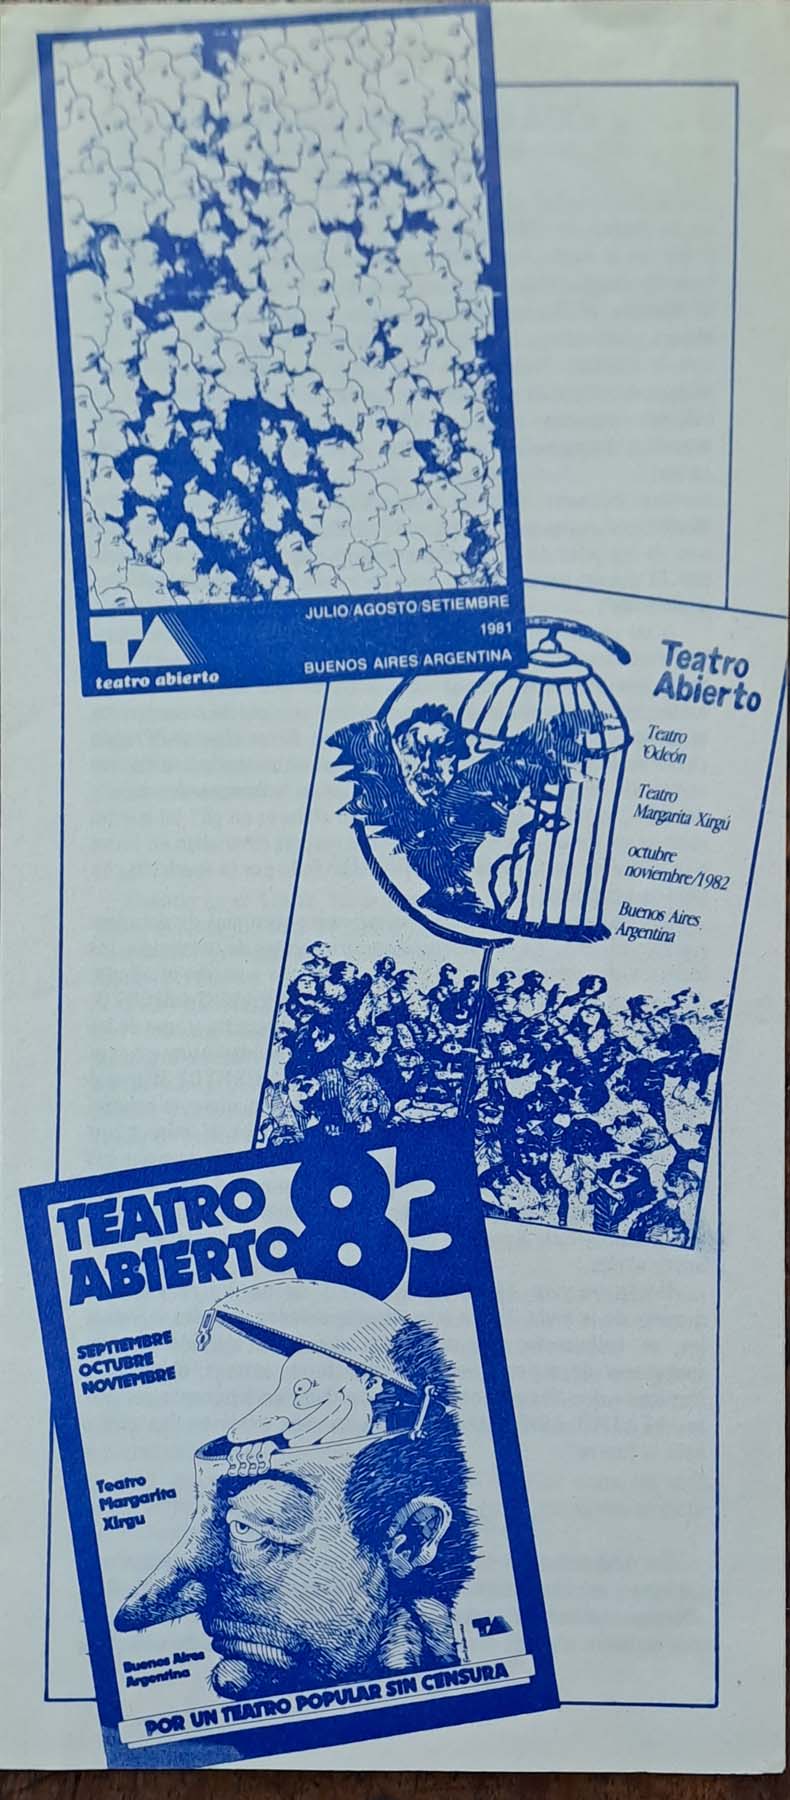 JULIO/AGOSTO/SETIEMBRE
1981
BUENOS AIRES/ARGENTINA
TA
teatro abierto
Teatro
Abierto
Teatro
Odeón
Teatro
Margarita Xirgú
octubre
noviembre/1982
Buenos Aires
Argentina
TEATRO
ABIERTO 83
SEPTIEMBRE
OCTUBRE
NOVIEMBRE
Teatro
Margarita
Xirgu
TA
Buenos Aires
Argentina
POR UN TEATRO POPULAR SIN CENSURA